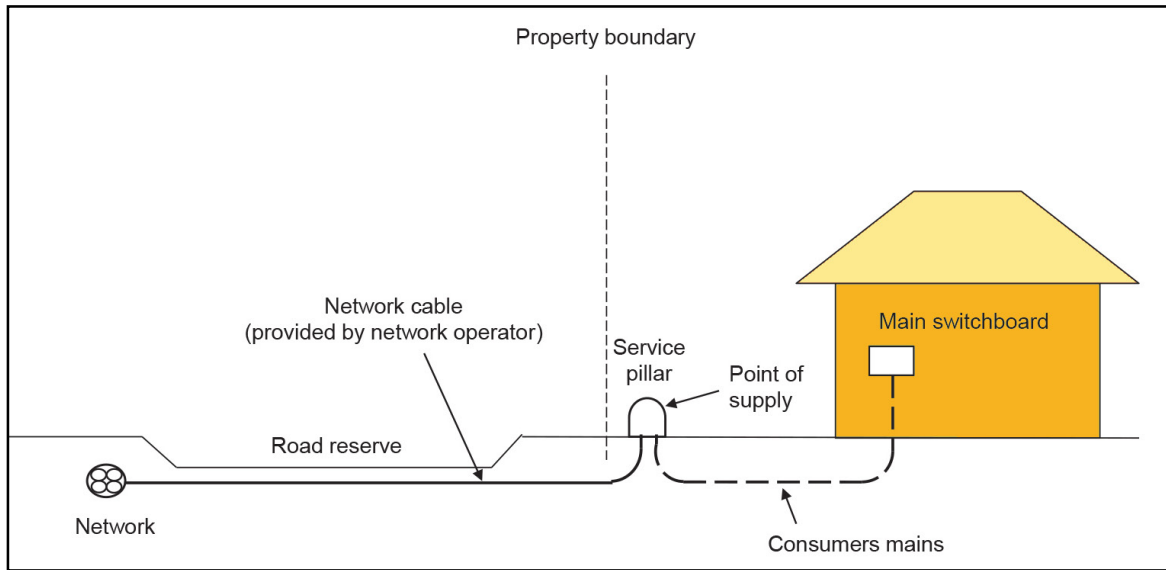 Property boundary
Network cable
(provided by network operator)
Service
pillar
Point of
supply
Main switchboard
Road reserve
Network
Consumers mains